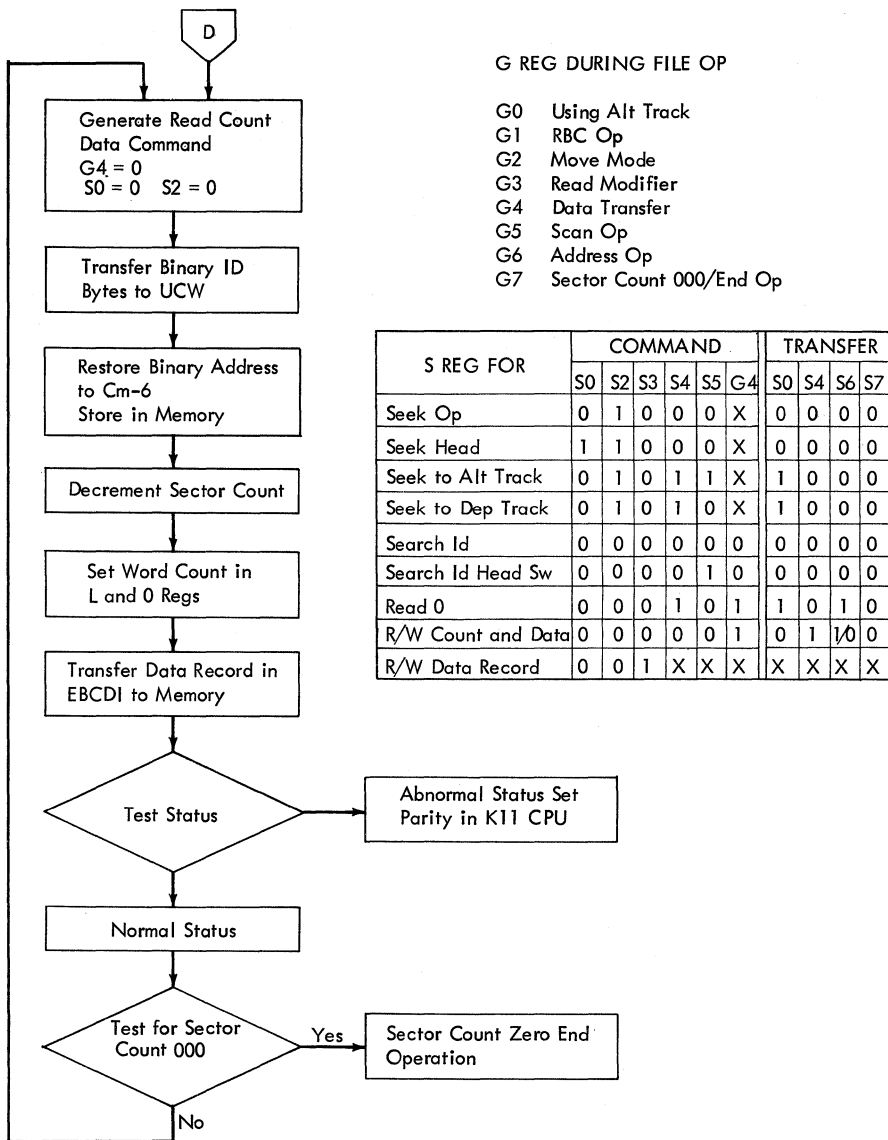 D
Generate Read Count
Data Command
G4 = 0
S0 = 0 S2 = 0
Transfer Binary ID
Bytes to UCW
Restore Binary Address
to Cm-6
Store in Memory
Decrement Sector Count
Set Word Count in
L and 0 Regs
Transfer Data Record in
EBCDI to Memory
Test Status
Abnormal Status Set
Parity in K11 CPU
Normal Status
Test for Sector
Count 000
Yes
Sector Count Zero End
Operation
No
G REG DURING FILE OP
G0 Using Alt Track
G1 RBC Op
G2 Move Mode
G3 Read Modifier
G4 Data Transfer
G5 Scan Op
G6 Address Op
G7 Sector Count 000/End Op
S REG FOR COMMAND TRANSFER
S0 S2 S3 S4 S5 G4 S0 S4 S6 S7
Seek Op 0 1 0 0 0 X 0 0 0 0
Seek Head 1 1 0 0 0 X 0 0 0 0
Seek to Alt Track 0 1 0 1 1 X 1 0 0 0
Seek to Dep Track 0 1 0 1 0 X 1 0 0 0
Search Id 0 0 0 0 0 0 0 0 0 0
Search Id Head Sw 0 0 0 0 1 0 0 0 0 0
Read 0 0 0 0 1 0 1 1 0 1 0
R/W Count and Data 0 0 0 0 0 1 0 1 1/0 0
R/W Data Record 0 0 1 X X X X X X X